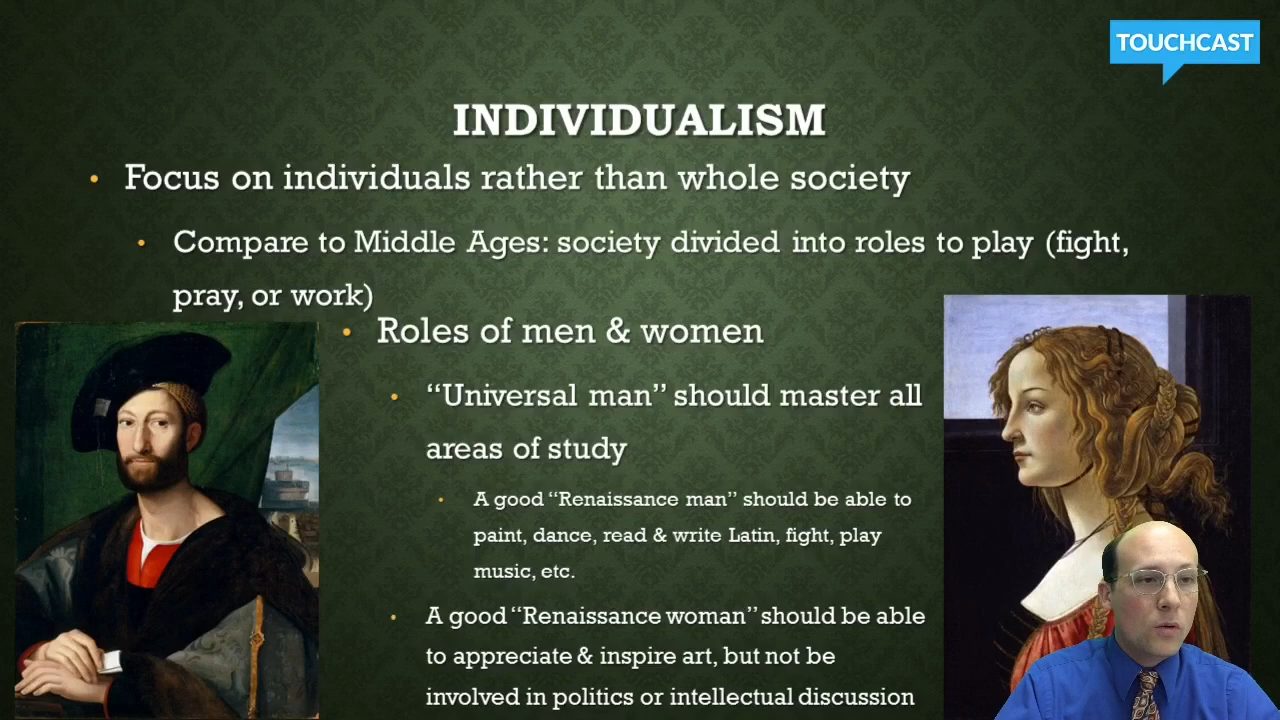 TOUCHCAST
INDIVIDUALISM
• Focus on individuals rather than whole society
• Compare to Middle Ages: society divided into roles to play (fight,
pray, or work)
• Roles of men & women
• “Universal man” should master all
areas of study
• A good “Renaissance man” should be able to
paint, dance, read & write Latin, fight, play
music, etc.
• A good “Renaissance woman” should be able
to appreciate & inspire art, but not be
involved in politics or intellectual discussion